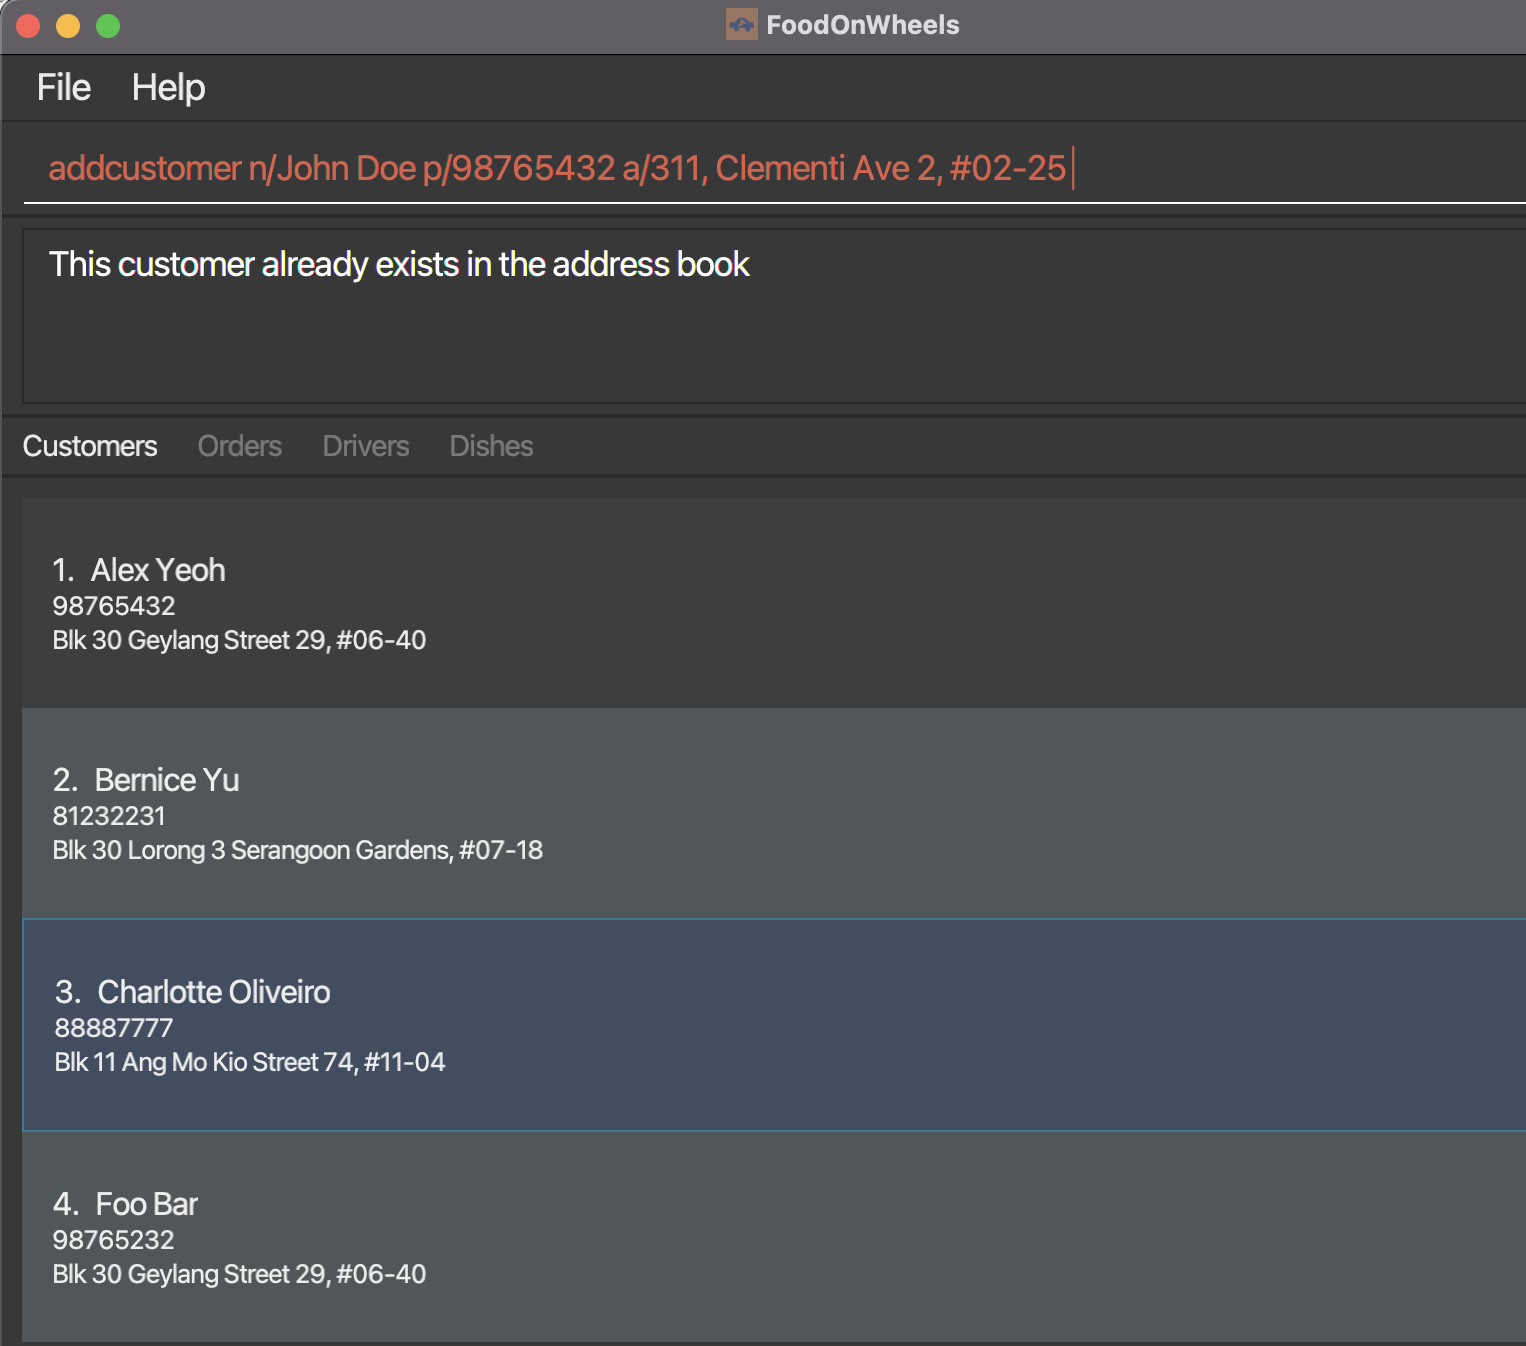 FoodOnWheels
File Help
addcustomer n/John Doe p/98765432 a/311, Clementi Ave 2, #02-25
This customer already exists in the address book
Customers Orders Drivers Dishes
1. Alex Yeoh
98765432
Blk 30 Geylang Street 29, #06-40
2. Bernice Yu
81232231
Blk 30 Lorong 3 Serangoon Gardens, #07-18
3. Charlotte Oliveiro
88887777
Blk 11 Ang Mo Kio Street 74, #11-04
4. Foo Bar
98765232
Blk 30 Geylang Street 29, #06-40